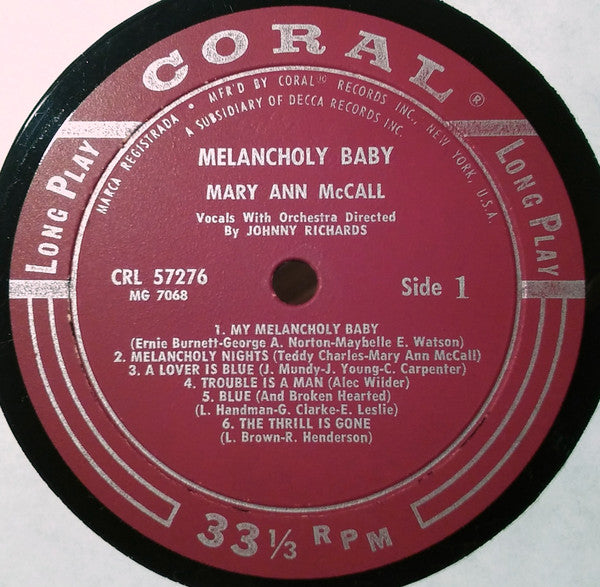 CORAL ®
MARCA REGISTRADA • MFR'D BY CORAL RECORDS INC., NEW YORK, U.S.A.
A SUBSIDIARY OF DECCA RECORDS INC.
LONG PLAY
LONG PLAY
MELANCHOLY BABY
MARY ANN McCALL
Vocals With Orchestra Directed
By JOHNNY RICHARDS
CRL 57276
MG 7068
Side 1
1. MY MELANCHOLY BABY
(Ernie Burnett-George A. Norton-Maybelle E. Watson)
2. MELANCHOLY NIGHTS (Teddy Charles-Mary Ann McCall)
3. A LOVER IS BLUE (J. Mundy-J. Young-C. Carpenter)
4. TROUBLE IS A MAN (Alec Wilder)
5. BLUE (And Broken Hearted)
(L. Handman-G. Clarke-E. Leslie)
6. THE THRILL IS GONE
(L. Brown-R. Henderson)
33 1/3 RPM